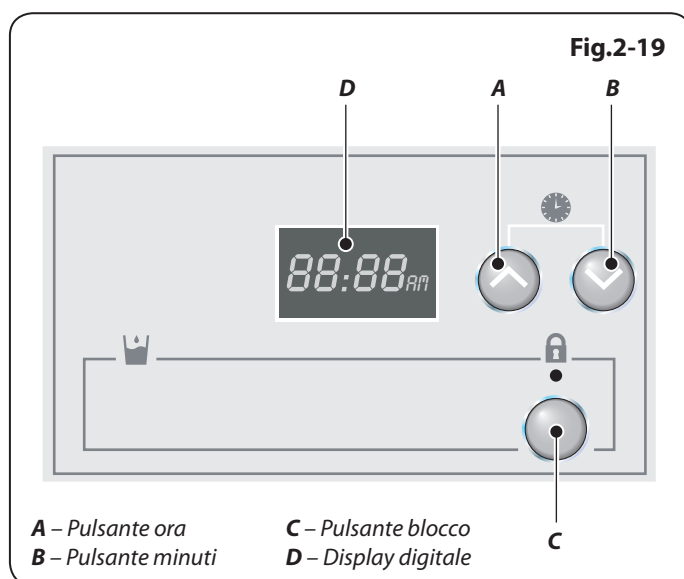 Fig.2-19
D A B
88:88AM
C
A – Pulsante ora C – Pulsante blocco
B – Pulsante minuti D – Display digitale